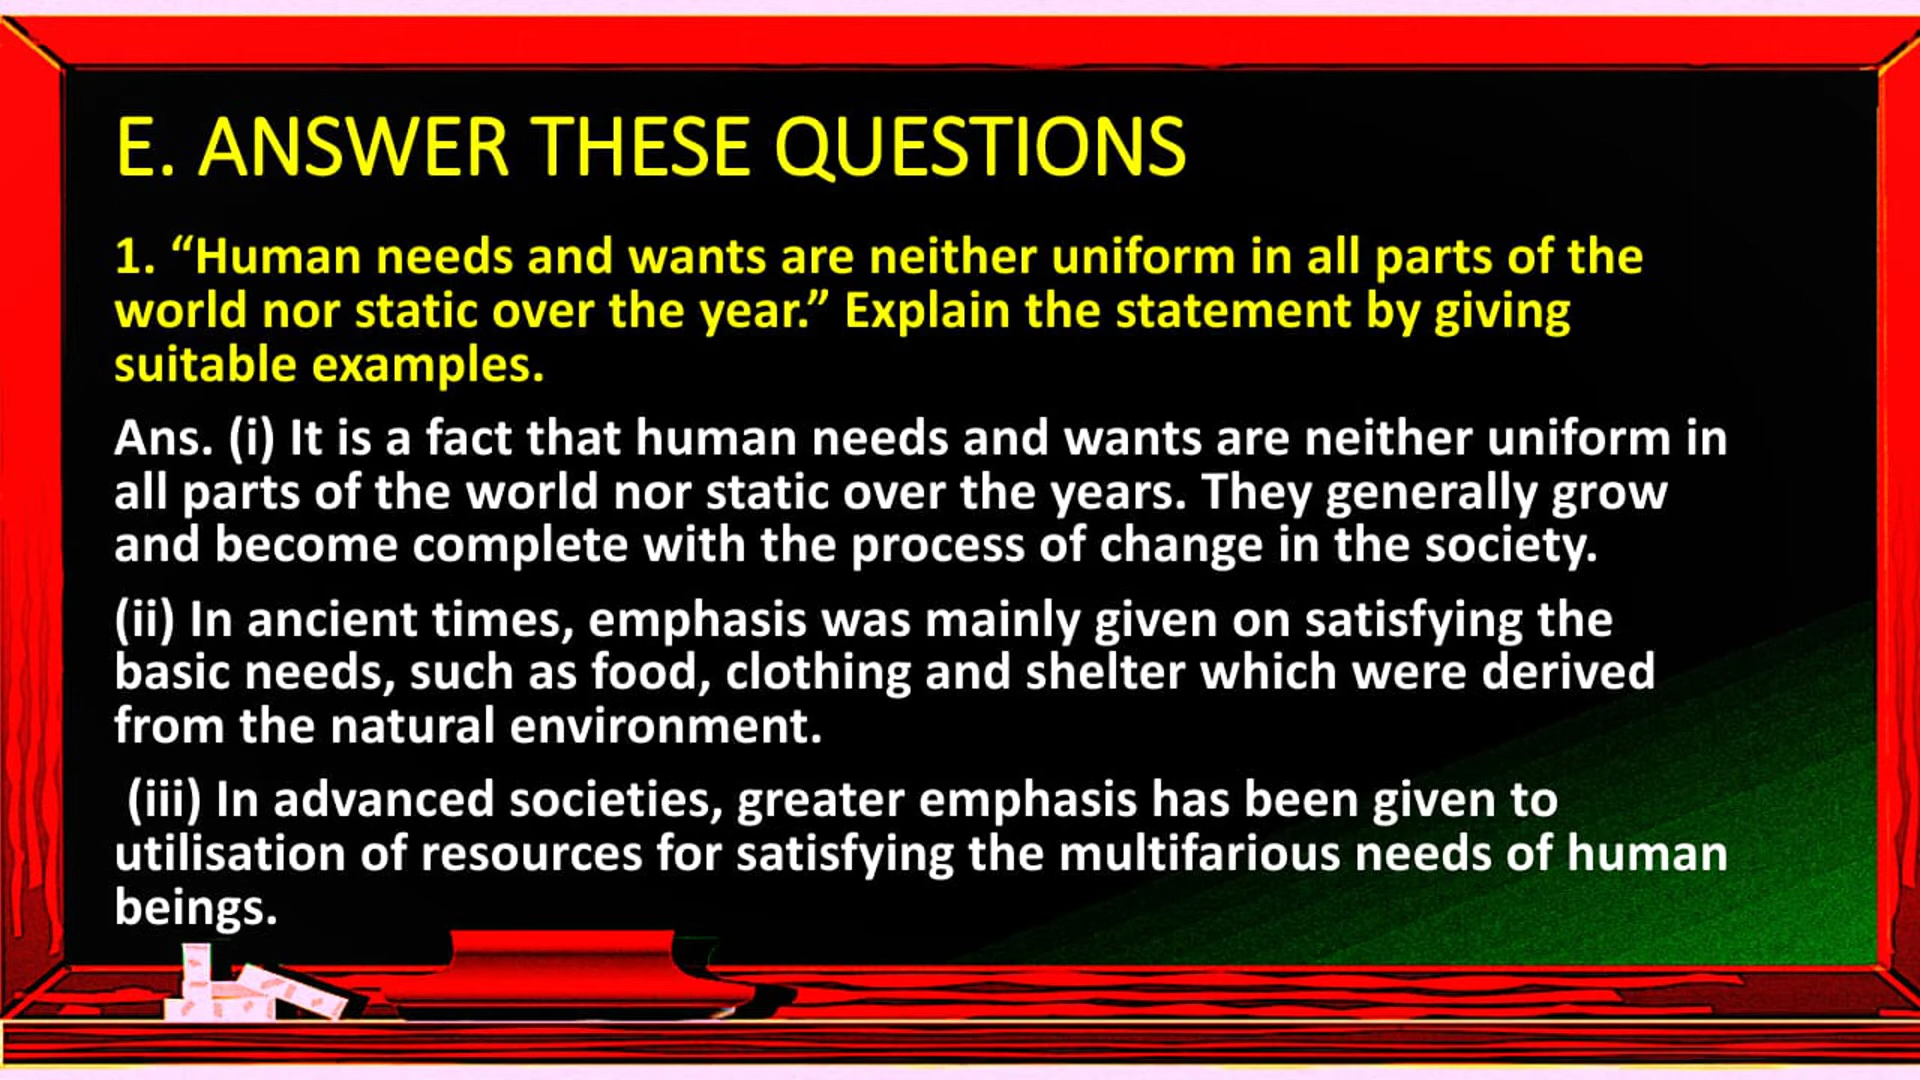 E. ANSWER THESE QUESTIONS
1. “Human needs and wants are neither uniform in all parts of the
world nor static over the year.” Explain the statement by giving
suitable examples.
Ans. (i) It is a fact that human needs and wants are neither uniform in
all parts of the world nor static over the years. They generally grow
and become complete with the process of change in the society.
(ii) In ancient times, emphasis was mainly given on satisfying the
basic needs, such as food, clothing and shelter which were derived
from the natural environment.
(iii) In advanced societies, greater emphasis has been given to
utilisation of resources for satisfying the multifarious needs of human
beings.